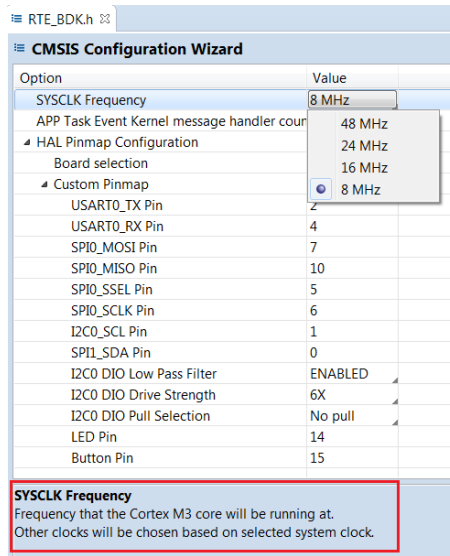 RTE_BDK.h
CMSIS Configuration Wizard
Option Value
SYSCLK Frequency 8 MHz
APP Task Event Kernel message handler coun
48 MHz
24 MHz
16 MHz
8 MHz
HAL Pinmap Configuration
Board selection
Custom Pinmap
USART0_TX Pin 2
USART0_RX Pin 4
SPI0_MOSI Pin 7
SPI0_MISO Pin 10
SPI0_SSEL Pin 5
SPI0_SCLK Pin 6
I2C0_SCL Pin 1
SPI1_SDA Pin 0
I2C0 DIO Low Pass Filter ENABLED
I2C0 DIO Drive Strength 6X
I2C0 DIO Pull Selection No pull
LED Pin 14
Button Pin 15
SYSCLK Frequency
Frequency that the Cortex M3 core will be running at.
Other clocks will be chosen based on selected system clock.